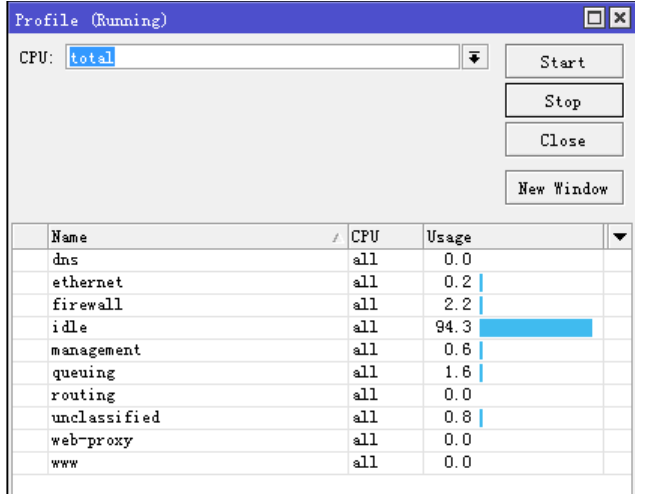 Profile (Running)
CPU: total
Start
Stop
Close
New Window
Name CPU Usage
dns all 0.0
ethernet all 0.2
firewall all 2.2
idle all 94.3
management all 0.6
queuing all 1.6
routing all 0.0
unclassified all 0.8
web-proxy all 0.0
www all 0.0